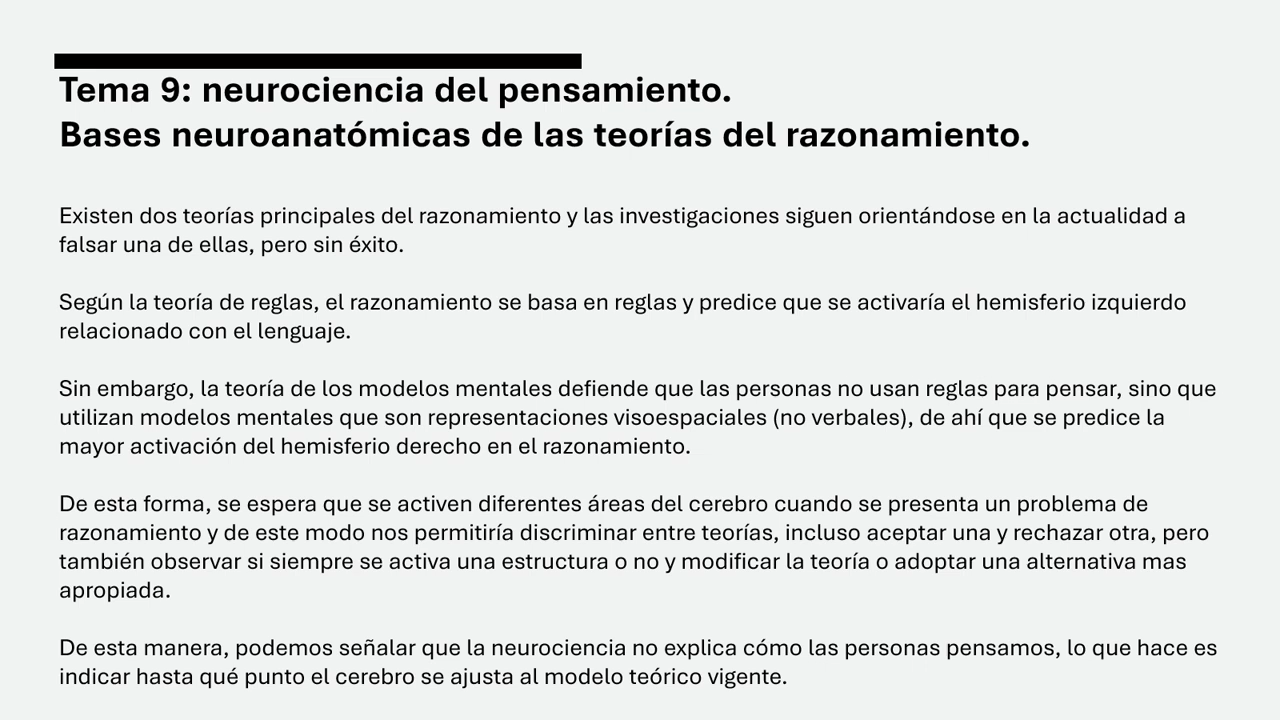 Tema 9: neurociencia del pensamiento.
Bases neuroanatómicas de las teorías del razonamiento.
Existen dos teorías principales del razonamiento y las investigaciones siguen orientándose en la actualidad a
falsar una de ellas, pero sin éxito.
Según la teoría de reglas, el razonamiento se basa en reglas y predice que se activaría el hemisferio izquierdo
relacionado con el lenguaje.
Sin embargo, la teoría de los modelos mentales defiende que las personas no usan reglas para pensar, sino que
utilizan modelos mentales que son representaciones visoespaciales (no verbales), de ahí que se predice la
mayor activación del hemisferio derecho en el razonamiento.
De esta forma, se espera que se activen diferentes áreas del cerebro cuando se presenta un problema de
razonamiento y de este modo nos permitiría discriminar entre teorías, incluso aceptar una y rechazar otra, pero
también observar si siempre se activa una estructura o no y modificar la teoría o adoptar una alternativa mas
apropiada.
De esta manera, podemos señalar que la neurociencia no explica cómo las personas pensamos, lo que hace es
indicar hasta qué punto el cerebro se ajusta al modelo teórico vigente.